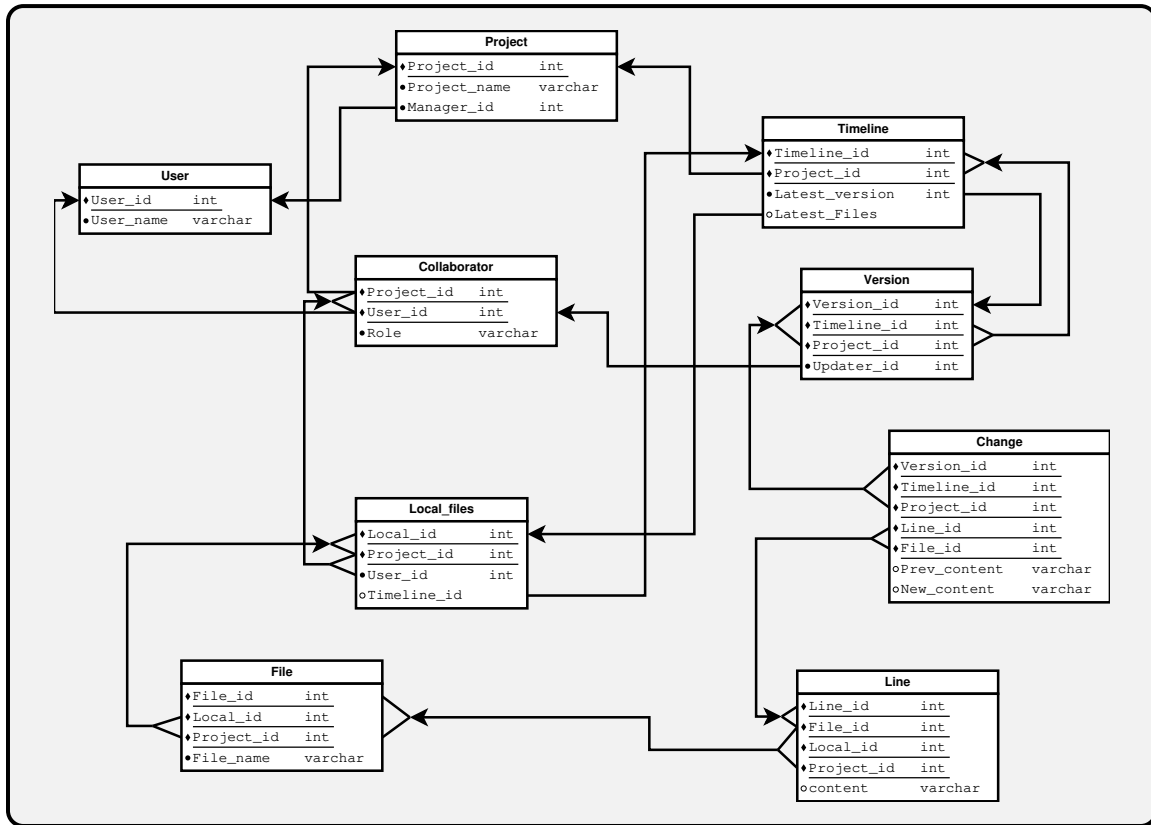 Project
Project_id int
Project_name varchar
Manager_id int
Timeline
Timeline_id int
Project_id int
Latest_version int
Latest_Files
User
User_id int
User_name varchar
Collaborator
Project_id int
User_id int
Role varchar
Version
Version_id int
Timeline_id int
Project_id int
Updater_id int
Change
Version_id int
Timeline_id int
Project_id int
Line_id int
File_id int
Prev_content varchar
New_content varchar
Local_files
Local_id int
Project_id int
User_id int
Timeline_id
File
File_id int
Local_id int
Project_id int
File_name varchar
Line
Line_id int
File_id int
Local_id int
Project_id int
content varchar